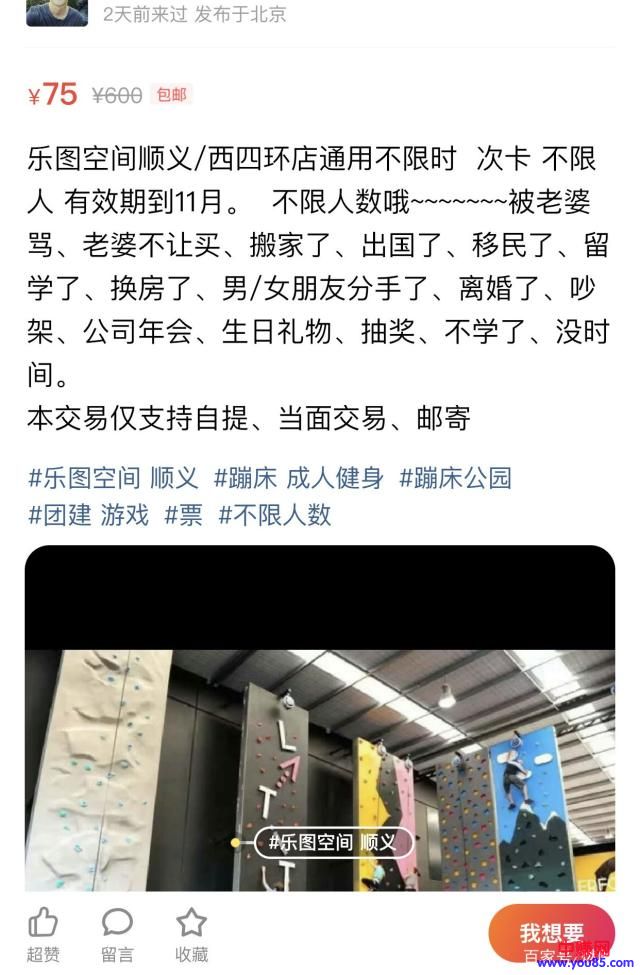 2天前来过 发布于北京
¥75 ¥600 包邮
乐图空间顺义/西四环店通用不限时 次卡 不限
人 有效期到11月。 不限人数哦~~~~~~~被老婆
骂、老婆不让买、搬家了、出国了、移民了、留
学了、换房了、男/女朋友分手了、离婚了、吵
架、公司年会、生日礼物、抽奖、不学了、没时
间。
本交易仅支持自提、当面交易、邮寄
#乐图空间 顺义 #蹦床 成人健身 #蹦床公园
#团建 游戏 #票 #不限人数
#乐图空间 顺义
超赞 留言 收藏
我想要
www.you85.com